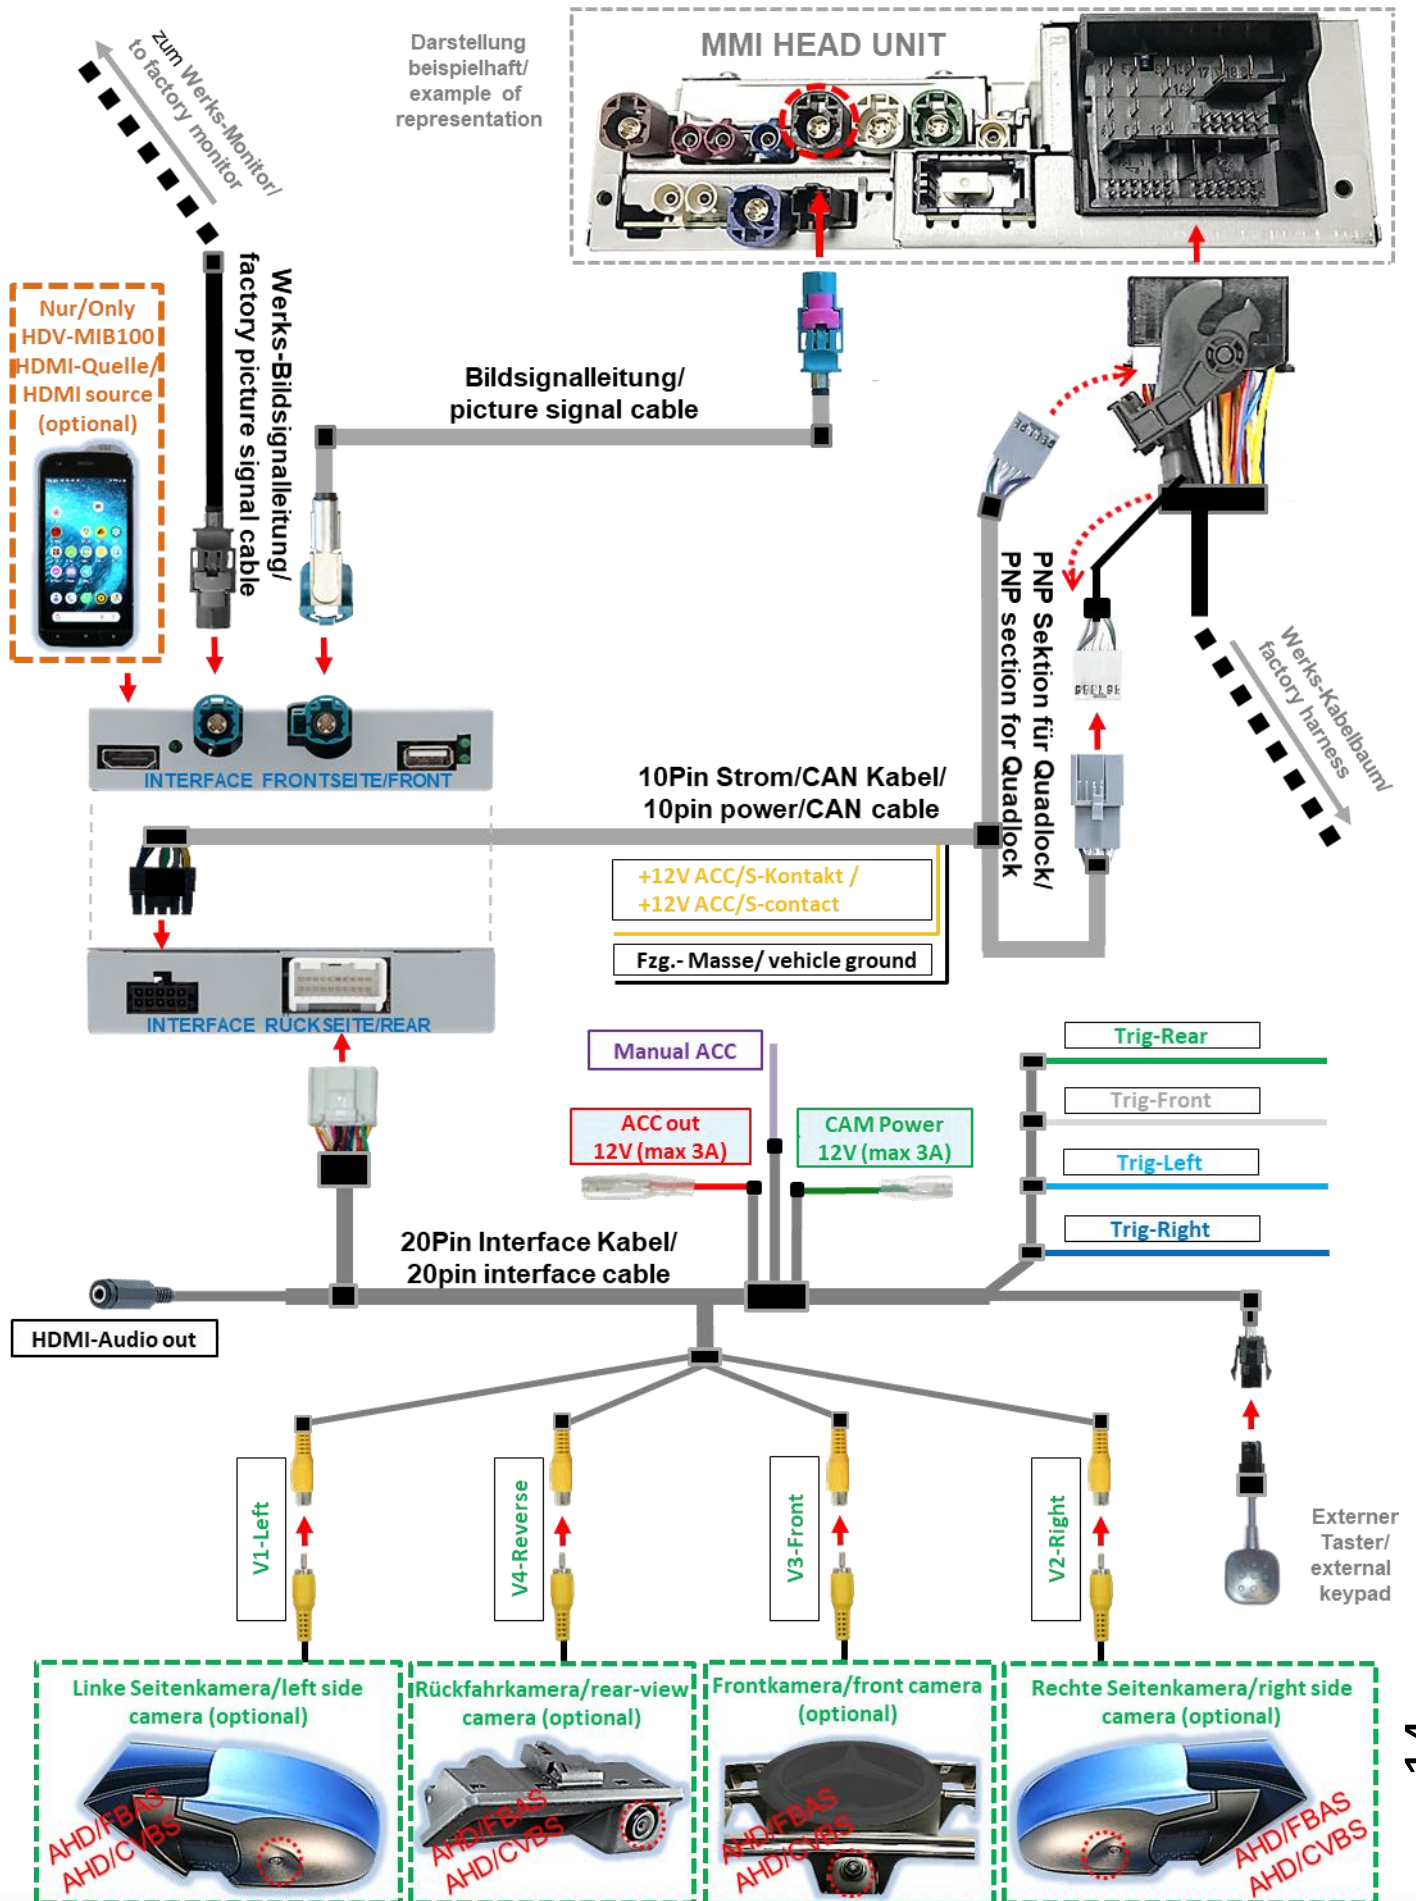 Darstellung
beispielhaft/
example of
representation
MMI HEAD UNIT
zum Werks-Monitor/
to factory monitor
Nur/Only
HDV-MIB100
HDMI-Quelle/
HDMI source
(optional)
Werks-Bildsignalleitung/
factory picture signal cable
Bildsignalleitung/
picture signal cable
PNP Sektion für Quadlock/
PNP section for Quadlock
Werks-Kabelbaum/
factory harness
INTERFACE FRONTSEITE/FRONT
10Pin Strom/CAN Kabel/
10pin power/CAN cable
+12V ACC/S-Kontakt /
+12V ACC/S-contact
Fzg.- Masse/ vehicle ground
INTERFACE RÜCKSEITE/REAR
Manual ACC
ACC out
12V (max 3A)
CAM Power
12V (max 3A)
Trig-Rear
Trig-Front
Trig-Left
Trig-Right
20Pin Interface Kabel/
20pin interface cable
HDMI-Audio out
V1-Left
V4-Reverse
V3-Front
V2-Right
Externer
Taster/
external
keypad
Linke Seitenkamera/left side
camera (optional)
AHD/FBAS
AHD/CVBS
Rückfahrkamera/rear-view
camera (optional)
AHD/FBAS
AHD/CVBS
Frontkamera/front camera
(optional)
AHD/FBAS
AHD/CVBS
Rechte Seitenkamera/right side
camera (optional)
AHD/FBAS
AHD/CVBS